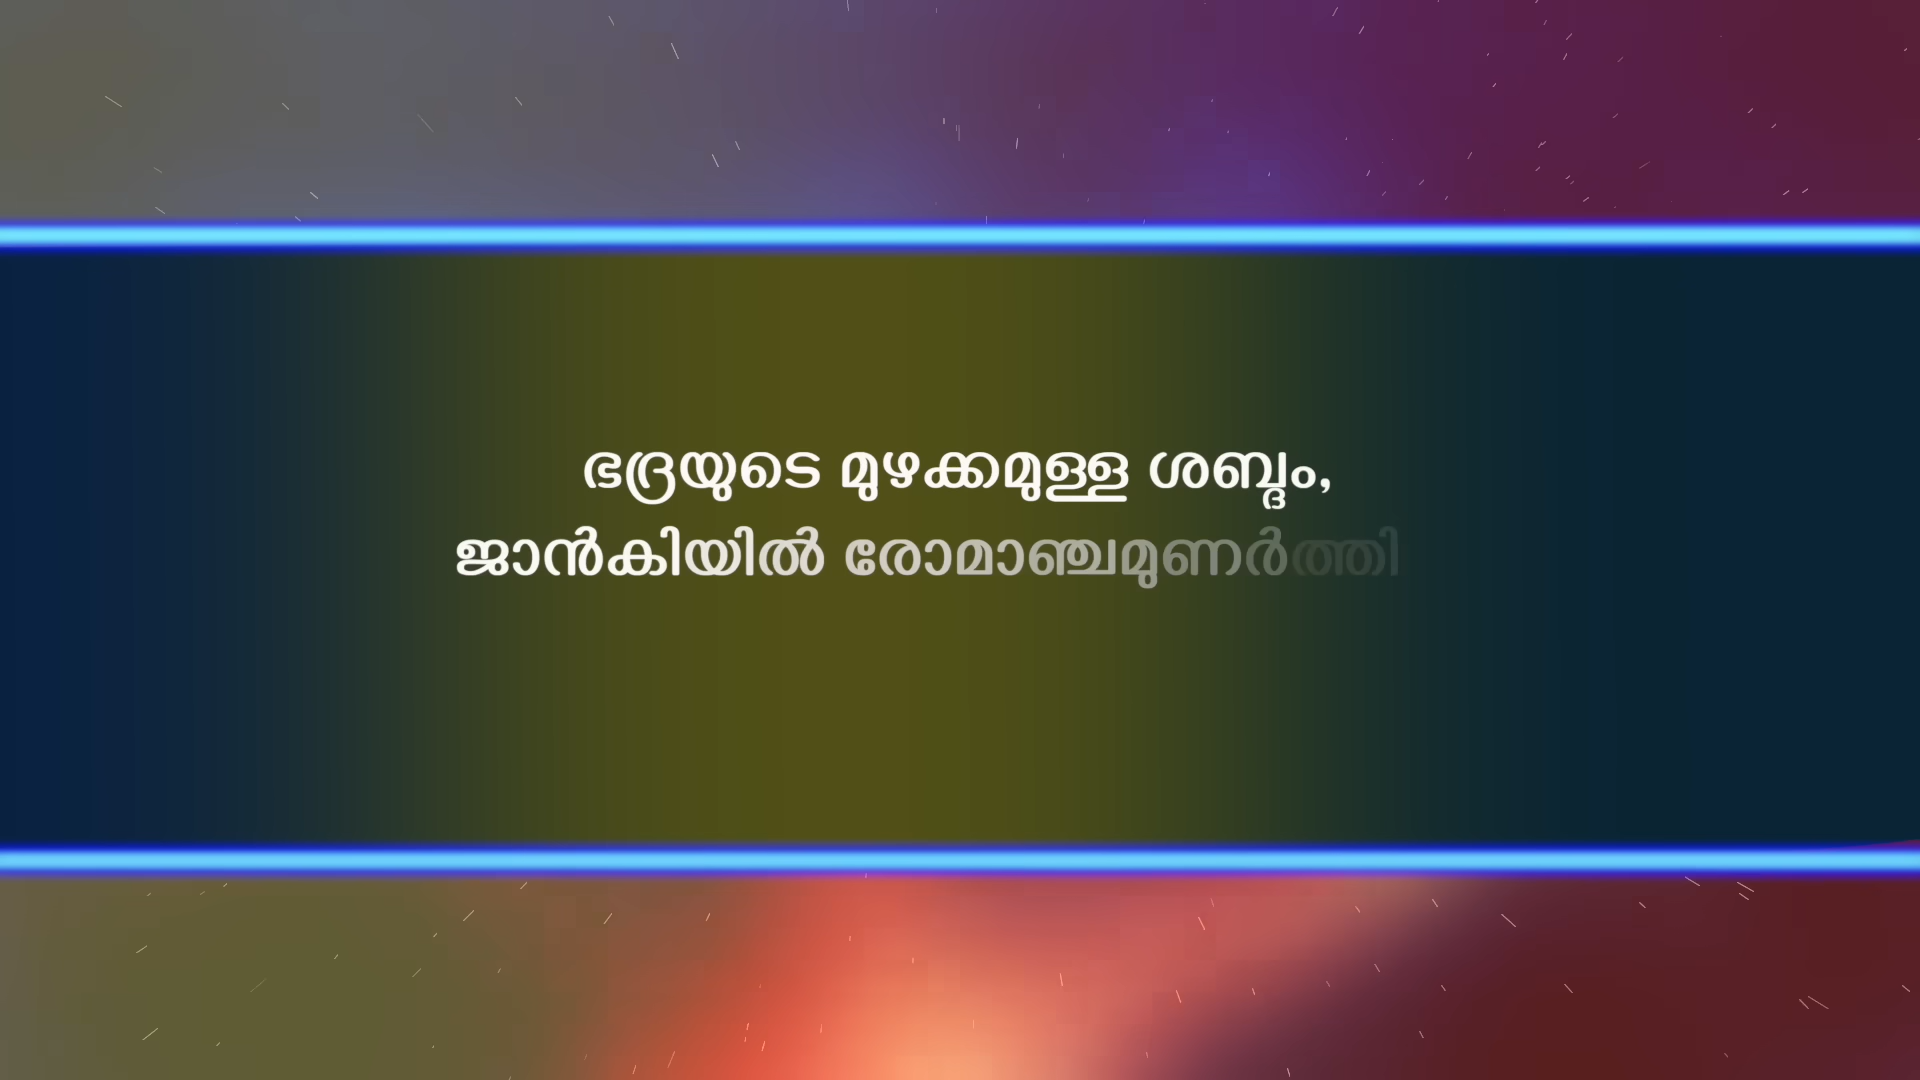 ഭദ്രയുടെ മുഴക്കമുള്ള ശബ്ദം,
ജാൻകിയിൽ രോമാഞ്ചമുണർത്തി